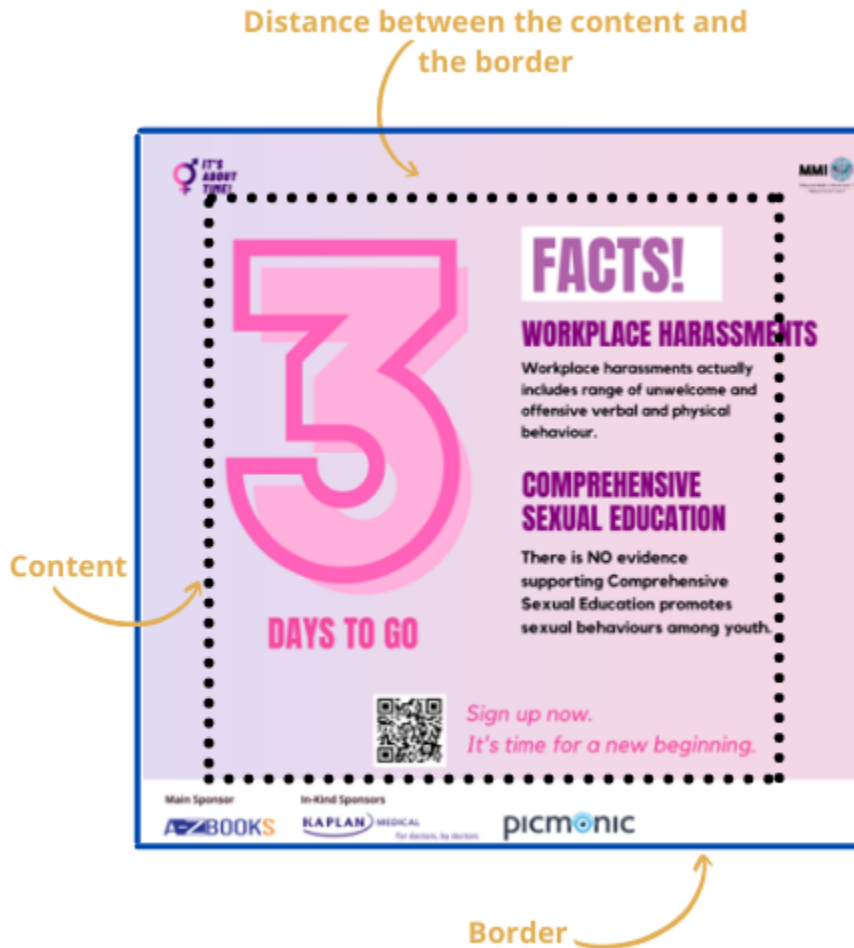 Distance between the content and
the border
IT'S
ABOUT
TIME!
MMI
FACTS!
3
WORKPLACE HARASSMENTS
Workplace harassments actually
includes range of unwelcome and
offensive verbal and physical
behaviour.
COMPREHENSIVE
SEXUAL EDUCATION
There is NO evidence
supporting Comprehensive
Sexual Education promotes
sexual behaviours among youth.
Content
DAYS TO GO
Sign up now.
It's time for a new beginning.
Main Sponsor
In-Kind Sponsors
A-ZBOOKS
KAPLAN MEDICAL
for doctors, by doctors
picmonic
Border